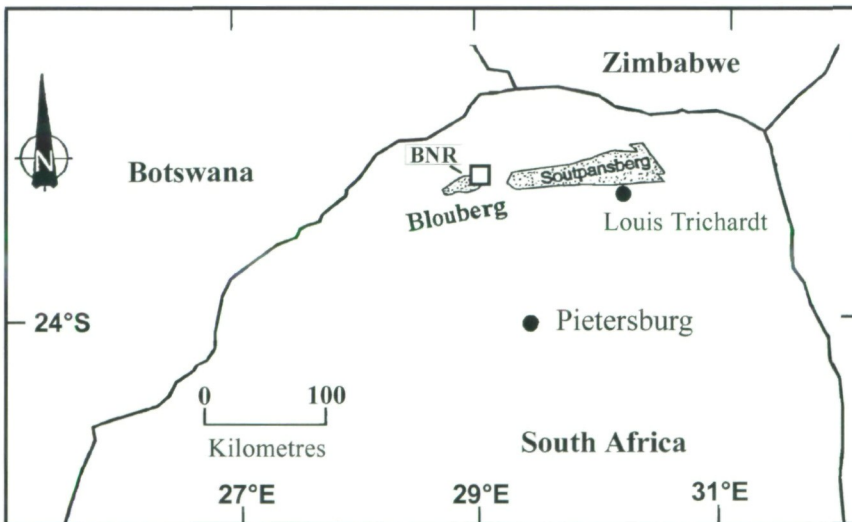 Zimbabwe
N
Botswana
BNR
Soutpansberg
Blouberg
Louis Trichardt
24°S
Pietersburg
0 100
Kilometres
South Africa
27°E 29°E 31°E